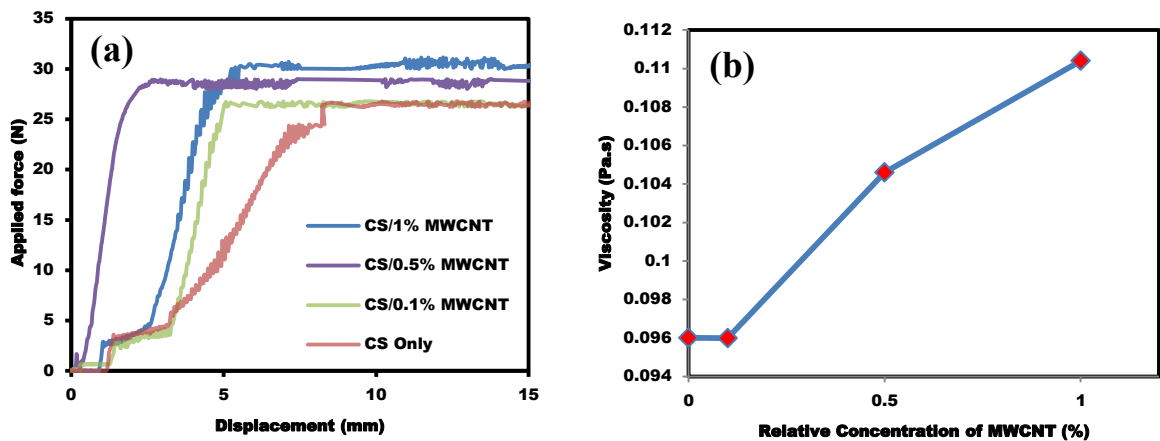 (a)
35
30
25
20
15
10
5
0
Applied force (N)
CS/1% MWCNT
CS/0.5% MWCNT
CS/0.1% MWCNT
CS Only
0 5 10 15
Displacement (mm)
(b)
0.112
0.11
0.108
0.106
0.104
0.102
0.1
0.098
0.096
0.094
Viscosity (Pa.s)
0 0.5 1
Relative Concentration of MWCNT (%)